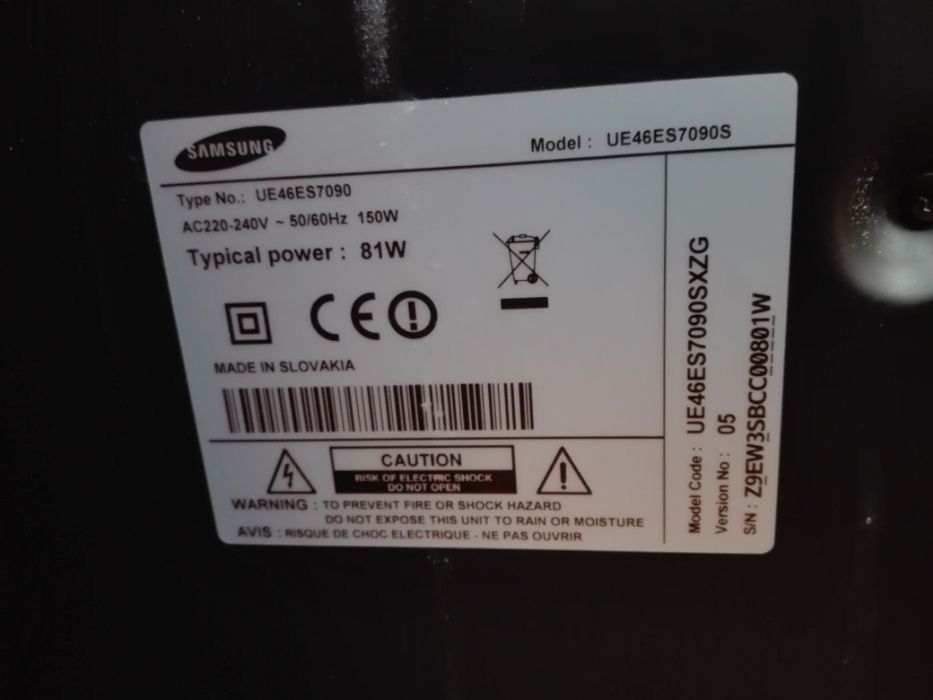 SAMSUNG
Model : UE46ES7090S
Type No.: UE46ES7090
AC220-240V ~ 50/60Hz 150W
Typical power : 81W
CE
MADE IN SLOVAKIA
CAUTION
RISK OF ELECTRIC SHOCK
DO NOT OPEN
WARNING : TO PREVENT FIRE OR SHOCK HAZARD
DO NOT EXPOSE THIS UNIT TO RAIN OR MOISTURE
AVIS : RISQUE DE CHOC ELECTRIQUE - NE PAS OUVRIR
Model Code : UE46ES7090SXZG
Version No : 05
S/N : Z9EW3SBCC00801W